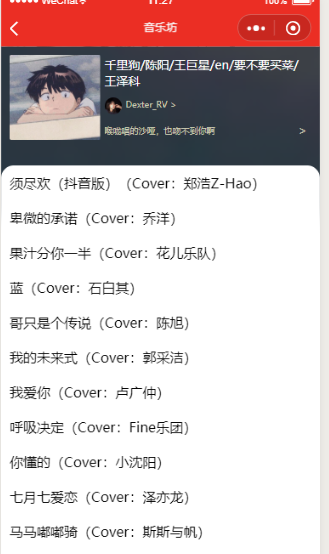 WeChat
11:27
100%
音乐坊
千里狗/陈阳/王巨星/en/要不要买菜/
王泽科
Dexter_RV >
喉咙唱的沙哑，也吻不到你啊 >
须尽欢（抖音版）（Cover：郑浩Z-Hao）
卑微的承诺（Cover：乔洋）
果汁分你一半（Cover：花儿乐队）
蓝（Cover：石白其）
哥只是个传说（Cover：陈旭）
我的未来式（Cover：郭采洁）
我爱你（Cover：卢广仲）
呼吸决定（Cover：Fine乐团）
你懂的（Cover：小沈阳）
七月七爱恋（Cover：泽亦龙）
马马嘟嘟骑（Cover：斯斯与帆）